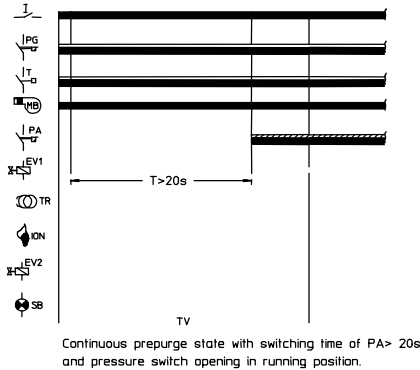 I
PG
T
MB
PA
EV1
T>20s
TR
ION
EV2
SB
TV
Continuous prepurge state with switching time of PA> 20s
and pressure switch opening in running position.